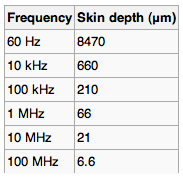 Frequency Skin depth (μm)
60 Hz 8470
10 kHz 660
100 kHz 210
1 MHz 66
10 MHz 21
100 MHz 6.6